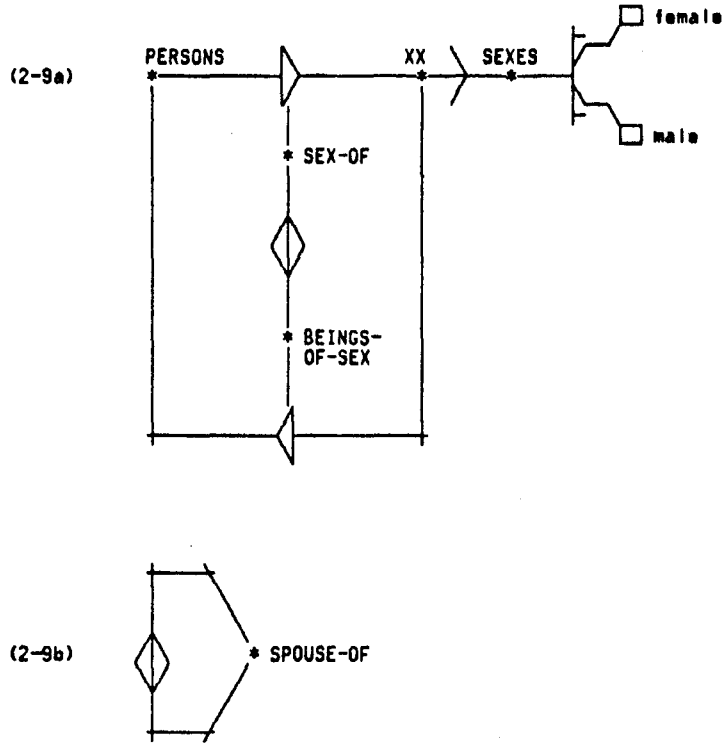 female
(2-9a) PERSONS XX SEXES
male
* SEX-OF
* BEINGS-
OF-SEX
(2-9b) * SPOUSE-OF